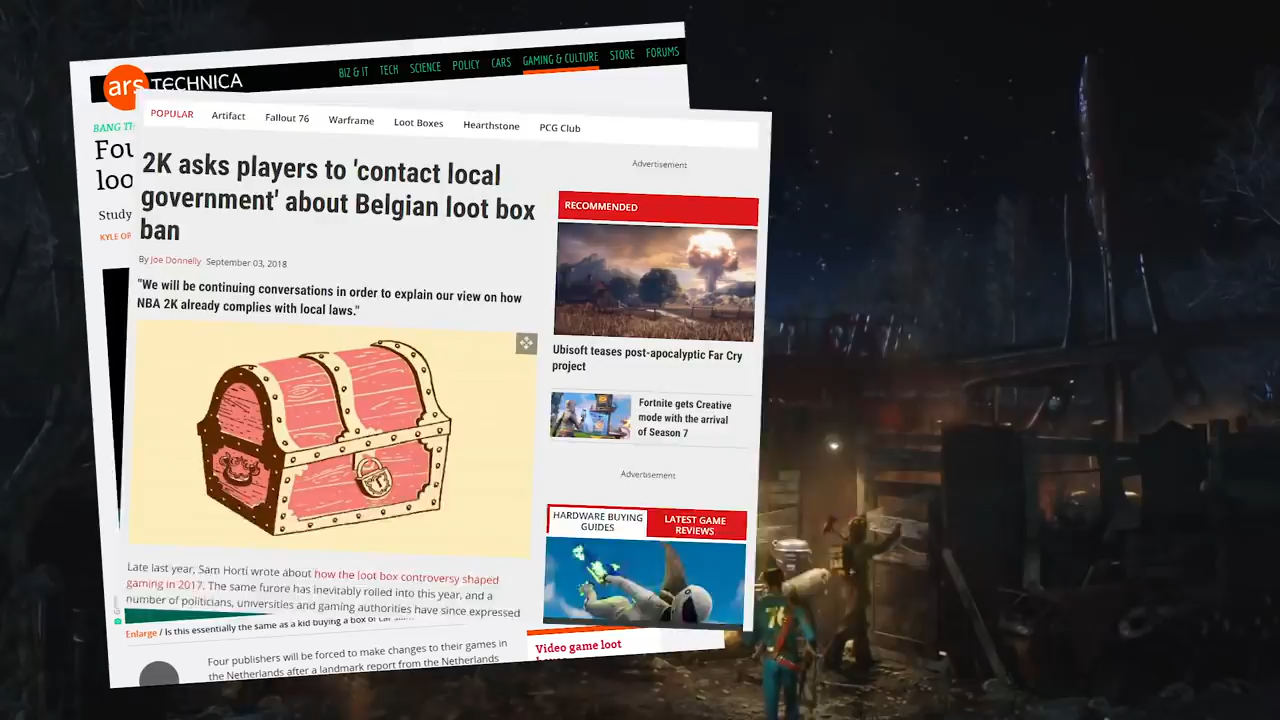 ars TECHNICA
BIZ & IT TECH SCIENCE POLICY CARS GAMING & CULTURE STORE FORUMS
BANG
Study
POPULAR Artifact Fallout 76 Warframe Loot Boxes Hearthstone PCG Club
2K asks players to 'contact local
government' about Belgian loot box
ban
By Joe Donnelly September 03, 2018
"We will be continuing conversations in order to explain our view on how
NBA 2K already complies with local laws."
Late last year, Sam Horti wrote about how the loot box controversy shaped
gaming in 2017. The same furore has inevitably rolled into this year, and a
number of politicians, universities and gaming authorities have since expressed
Advertisement
RECOMMENDED
Ubisoft teases post-apocalyptic Far Cry
project
Fortnite gets Creative
mode with the arrival
of Season 7
Advertisement
HARDWARE BUYING
GUIDES
LATEST GAME
REVIEWS
Enlarge / Is this essentially the same as a kid buying a box of
Four publishers will be forced to make changes to their games in
the Netherlands after a landmark report from the Netherlands
Video game loot